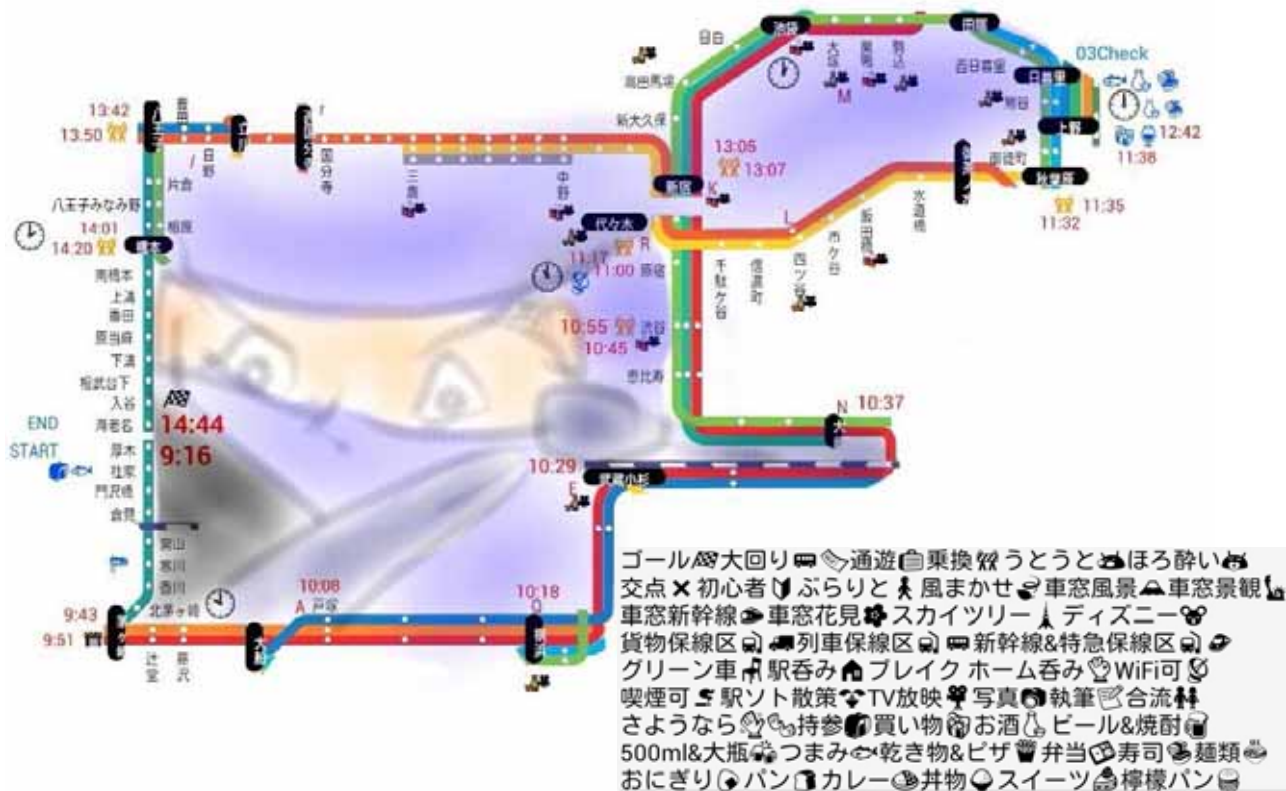 池袋
田端
目白
大塚
巣鴨
駒込
03Check
高田馬場
西日暮里
日暮里
鶯谷
13:42
13:50
豊田
日野
国分寺
新大久保
上野
12:42
11:38
御徒町
三鷹
中野
13:05
13:07
新宿
K
M
L
秋葉原
11:35
11:32
片倉
八王子みなみ野
相原
14:01
14:20
橋本
代々木
R
11:17
11:00
原宿
千駄ケ谷
信濃町
四ツ谷
市ケ谷
飯田橋
水道橋
南橋本
上溝
番田
原当麻
下溝
相武台下
入谷
海老名
10:55
渋谷
10:45
恵比寿
END
START
14:44
9:16
厚木
社家
門沢橋
倉見
N
10:37
10:29
武蔵小杉
E
宮山
寒川
香川
北茅ケ崎
9:43
9:51
辻堂
藤沢
10:08
A
戸塚
10:18
横浜
ゴール 大回り 通遊 乗換 うとうと ほろ酔い
交点 初心者 ぶらりと 風まかせ 車窓風景 車窓景観
車窓新幹線 車窓花見 スカイツリー ディズニー
貨物保線区 列車保線区 新幹線&特急保線区
グリーン車 駅呑み ブレイク ホーム呑み WiFi可
喫煙可 駅ソト散策 TV放映 写真 執筆 合流
さようなら 持参 買い物 お酒 ビール&焼酎
500ml&大瓶 つまみ 乾き物&ピザ 弁当 寿司 麺類
おにぎり パン カレー 丼物 スイーツ 檸檬パン